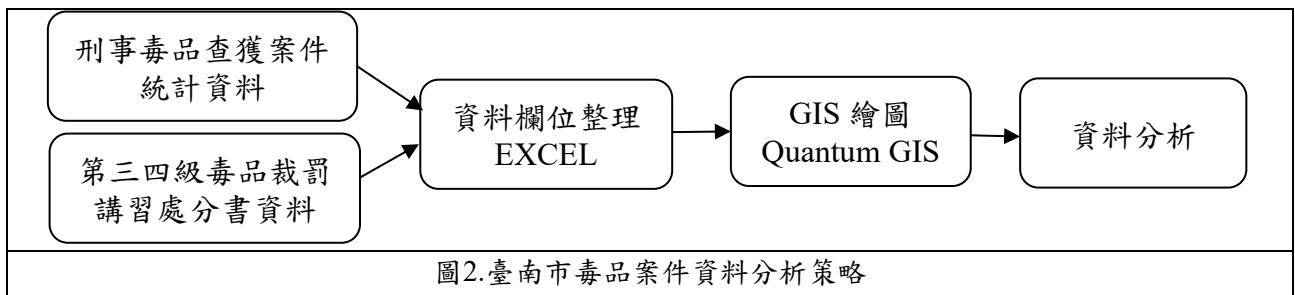 刑事毒品查獲案件
統計資料
第三四級毒品裁罰
講習處分書資料
資料欄位整理
EXCEL
GIS 繪圖
Quantum GIS
資料分析
圖2.臺南市毒品案件資料分析策略